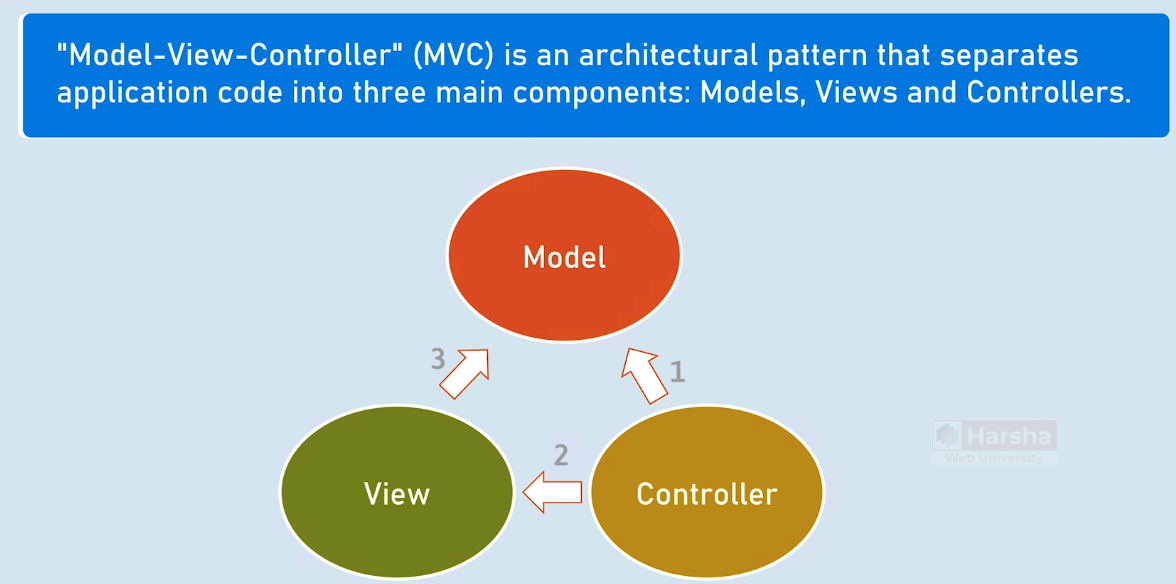 "Model-View-Controller" (MVC) is an architectural pattern that separates
application code into three main components: Models, Views and Controllers.
Model
3
1
2
View
Controller
Harsha
Web University